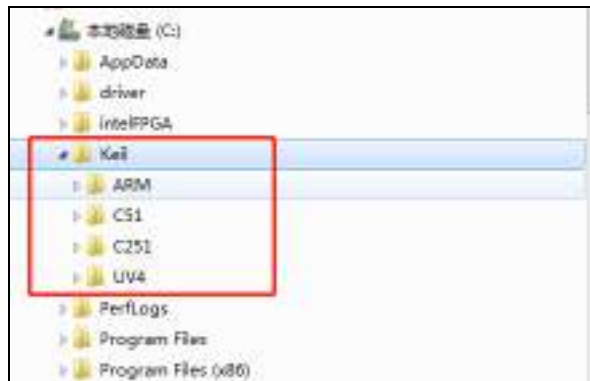 本地磁盘 (C:)
AppData
driver
intelFPGA
Keil
ARM
C51
C251
UV4
PerfLogs
Program Files
Program Files (x86)